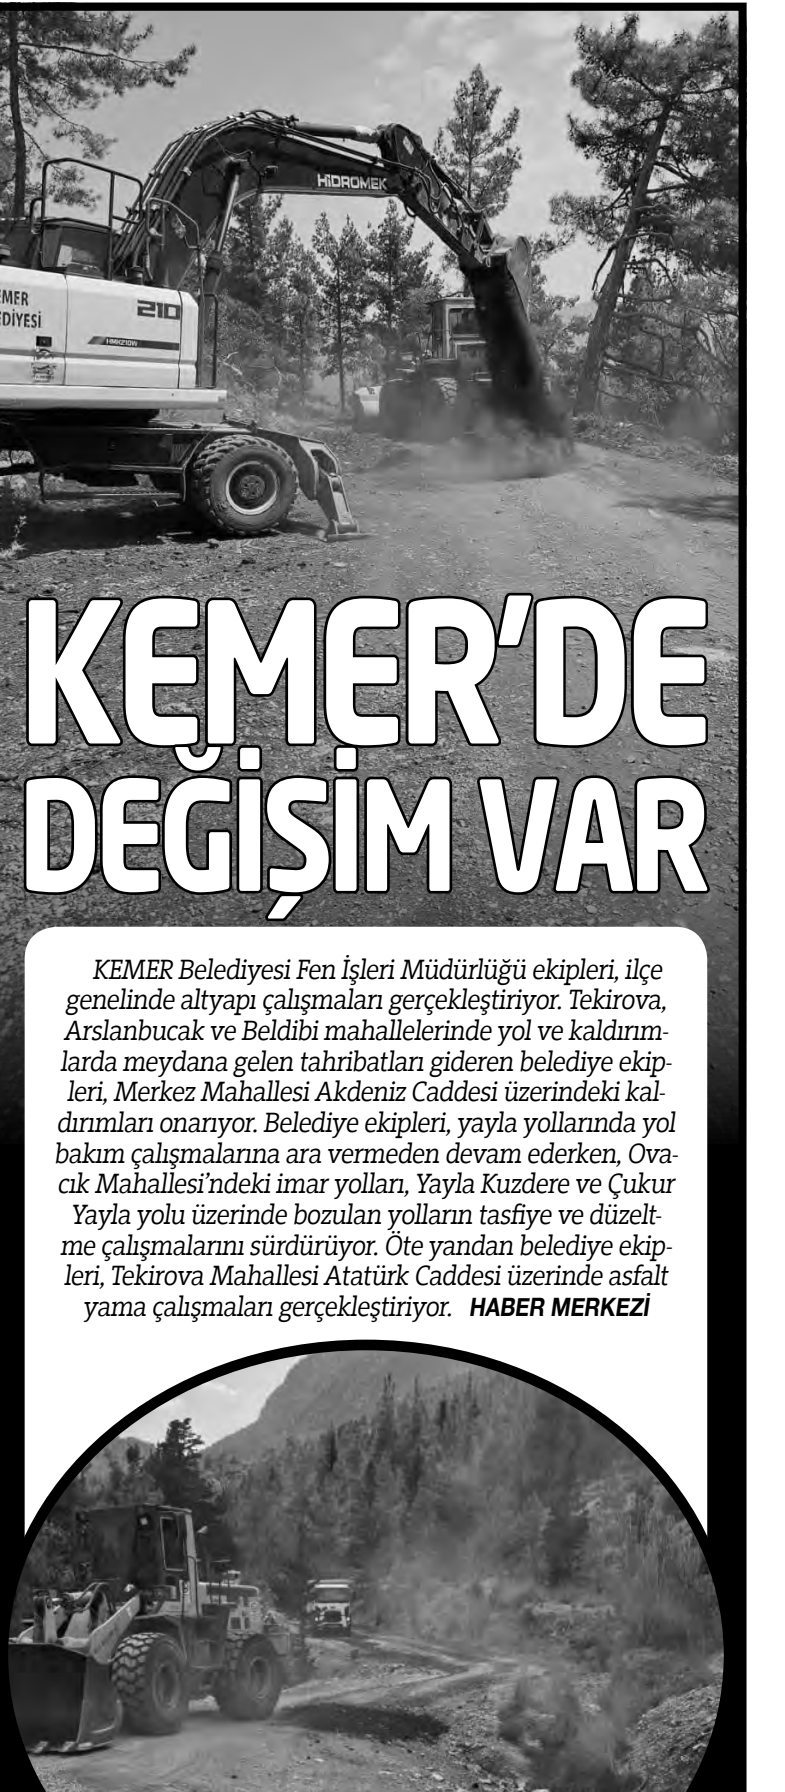 HİDROMEK
EMER
EDİYESİ
210
HMK210W
KEMER'DE
DEĞİŞİM VAR
KEMER Belediyesi Fen İşleri Müdürlüğü ekipleri, ilçe
genelinde altyapı çalışmaları gerçekleştiriyor. Tekirova,
Arslanbucak ve Beldibi mahallelerinde yol ve kaldırım-
larda meydana gelen tahribatları gideren belediye ekip-
leri, Merkez Mahallesi Akdeniz Caddesi üzerindeki kal-
dırımları onarıyor. Belediye ekipleri, yayla yollarında yol
bakım çalışmalarına ara vermeden devam ederken, Ova-
cık Mahallesi'ndeki imar yolları, Yayla Kuzdere ve Çukur
Yayla yolu üzerinde bozulan yolların tasfiye ve düzelt-
me çalışmalarını sürdürüyor. Öte yandan belediye ekip-
leri, Tekirova Mahallesi Atatürk Caddesi üzerinde asfalt
yama çalışmaları gerçekleştiriyor. HABER MERKEZİ